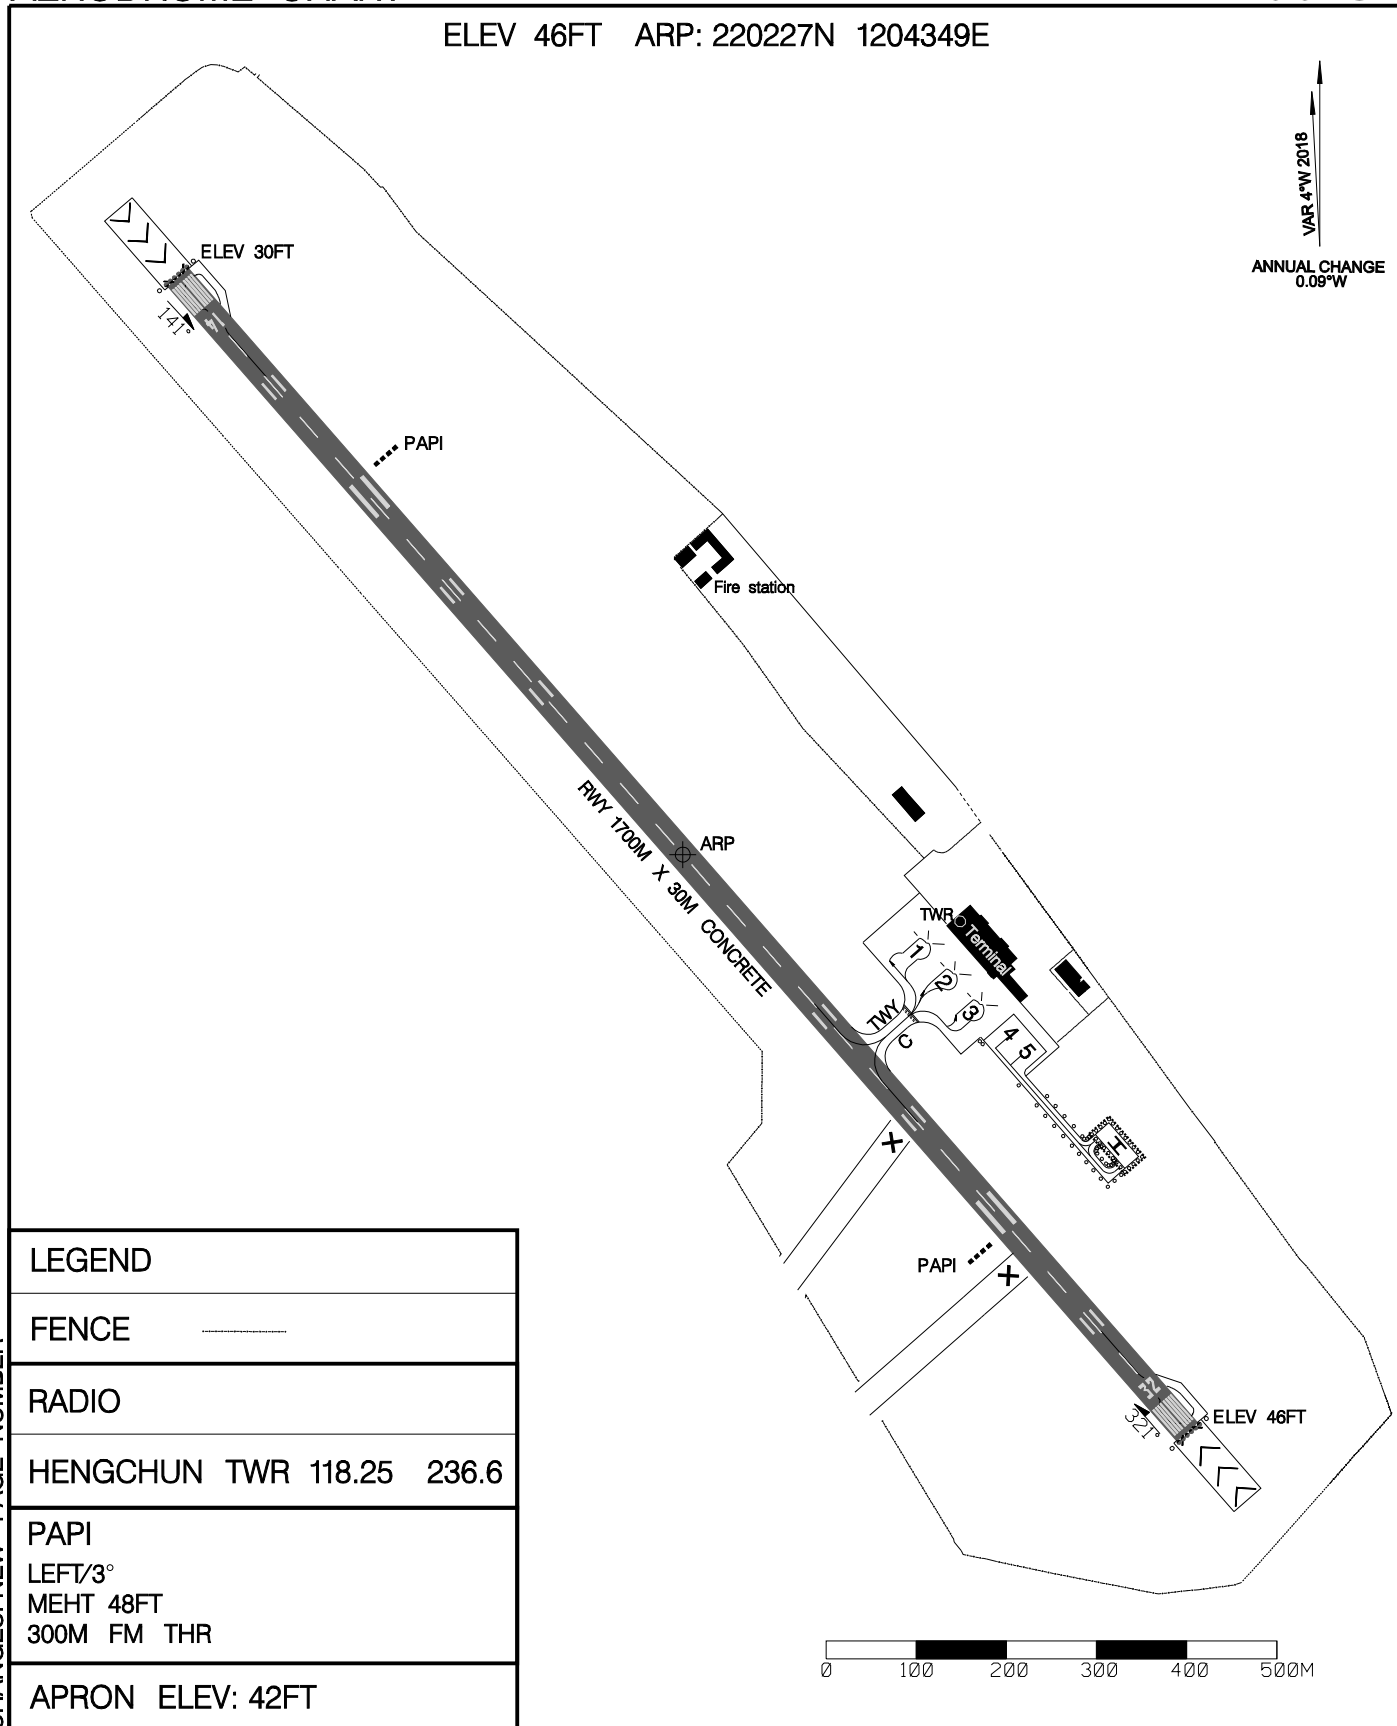 ELEV 46FT ARP: 220227N 1204349E
VAR 4°W 2018
ANNUAL CHANGE
0.09°W
ELEV 30FT
141°
14
PAPI
Fire station
RWY 1700M X 30M CONCRETE
ARP
TWR
Terminal
1
2
3
TWY
C
4
5
H
X
PAPI
X
32
321°
ELEV 46FT
LEGEND
FENCE
RADIO
HENGCHUN TWR 118.25 236.6
PAPI
LEFT/3°
MEHT 48FT
300M FM THR
APRON ELEV: 42FT
0 100 200 300 400 500M